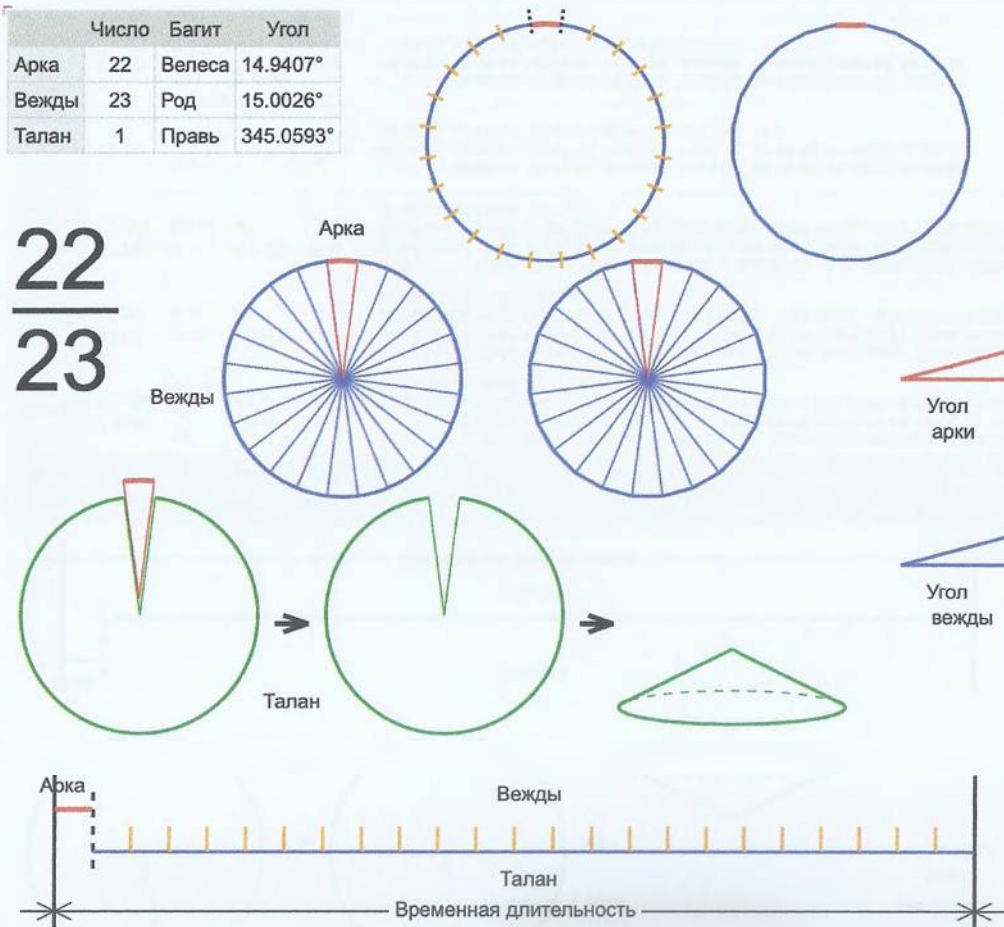 Число Багит Угол
Арка 22 Велеса 14.9407°
Вежды 23 Род 15.0026°
Талан 1 Правь 345.0593°
22
23
Арка
Вежды
Угол
арки
Угол
вежды
Талан
Арка
Вежды
Талан
Временная длительность